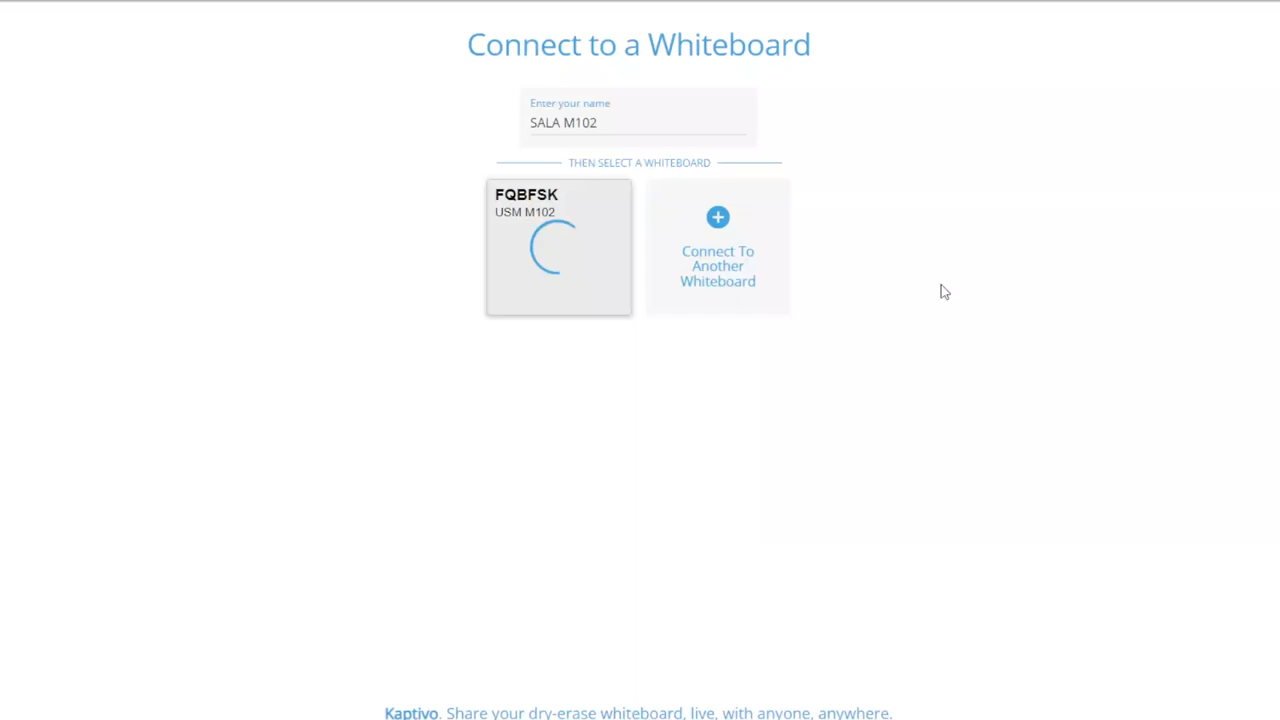 Connect to a Whiteboard
Enter your name
SALA M102
THEN SELECT A WHITEBOARD
FQBFSK
USM M102
Connect To
Another
Whiteboard
Kaptivo. Share your dry-erase whiteboard, live, with anyone, anywhere.